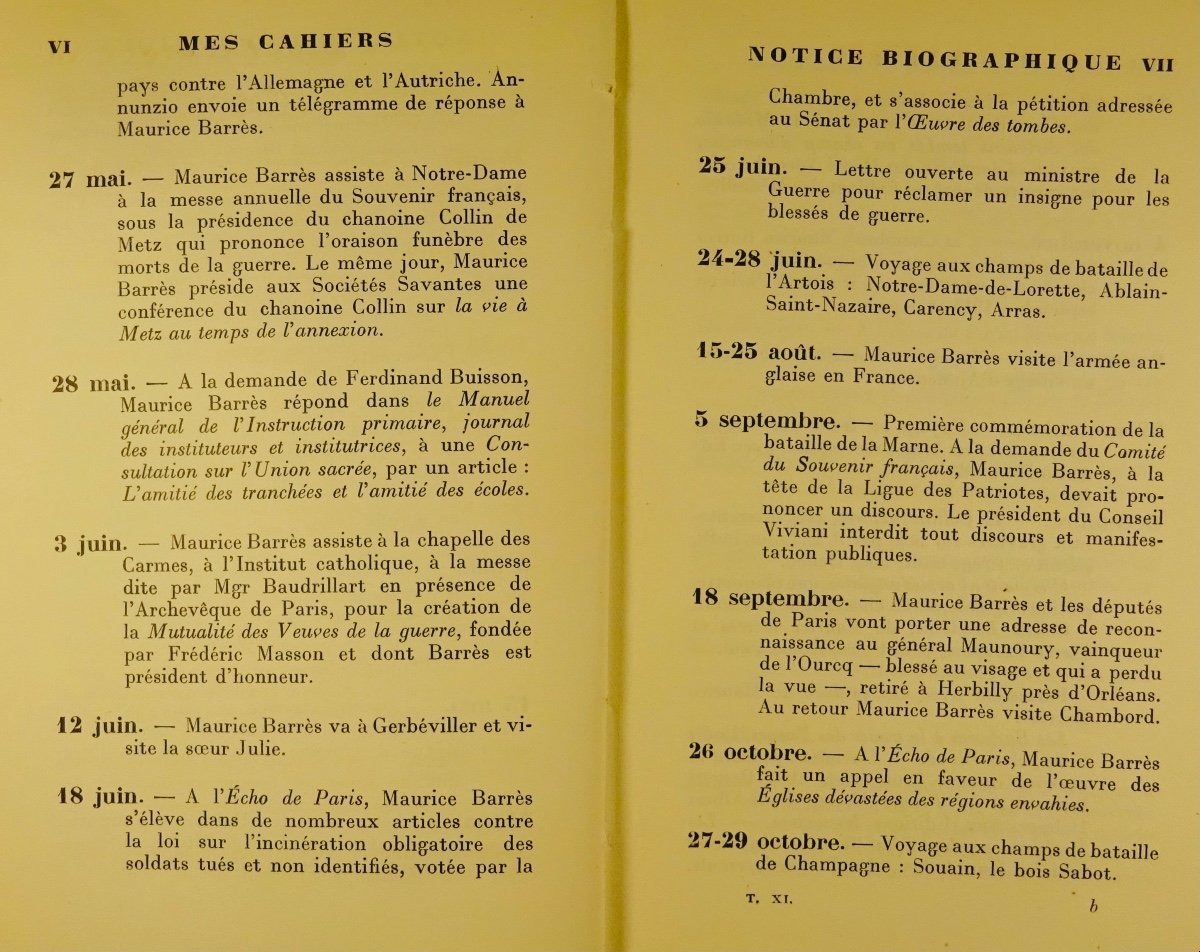 VI MES CAHIERS
pays contre l'Allemagne et l'Autriche. An-
nunzio envoie un télégramme de réponse à
Maurice Barrès.
27 mai. — Maurice Barrès assiste à Notre-Dame
à la messe annuelle du Souvenir français,
sous la présidence du chanoine Collin de
Metz qui prononce l'oraison funèbre des
morts de la guerre. Le même jour, Maurice
Barrès préside aux Sociétés Savantes une
conférence du chanoine Collin sur la vie à
Metz au temps de l'annexion.
28 mai. — A la demande de Ferdinand Buisson,
Maurice Barrès répond dans le Manuel
général de l'Instruction primaire, journal
des instituteurs et institutrices, à une Con-
sultation sur l'Union sacrée, par un article :
L'amitié des tranchées et l'amitié des écoles.
3 juin. — Maurice Barrès assiste à la chapelle des
Carmes, à l'Institut catholique, à la messe
dite par Mgr Baudrillart en présence de
l'Archevêque de Paris, pour la création de
la Mutualité des Veuves de la guerre, fondée
par Frédéric Masson et dont Barrès est
président d'honneur.
12 juin. — Maurice Barrès va à Gerbéviller et vi-
site la sœur Julie.
18 juin. — A l'Écho de Paris, Maurice Barrès
s'élève dans de nombreux articles contre
la loi sur l'incinération obligatoire des
soldats tués et non identifiés, votée par la
NOTICE BIOGRAPHIQUE VII
Chambre, et s'associe à la pétition adressée
au Sénat par l'Œuvre des tombes.
25 juin. — Lettre ouverte au ministre de la
Guerre pour réclamer un insigne pour les
blessés de guerre.
24-28 juin. — Voyage aux champs de bataille de
l'Artois : Notre-Dame-de-Lorette, Ablain-
Saint-Nazaire, Carency, Arras.
15-25 août. — Maurice Barrès visite l'armée an-
glaise en France.
5 septembre. — Première commémoration de la
bataille de la Marne. A la demande du Comité
du Souvenir français, Maurice Barrès, à la
tête de la Ligue des Patriotes, devait pro-
noncer un discours. Le président du Conseil
Viviani interdit tout discours et manifes-
tation publiques.
18 septembre. — Maurice Barrès et les députés
de Paris vont porter une adresse de recon-
naissance au général Maunoury, vainqueur
de l'Ourcq — blessé au visage et qui a perdu
la vue —, retiré à Herbilly près d'Orléans.
Au retour Maurice Barrès visite Chambord.
26 octobre. — A l'Écho de Paris, Maurice Barrès
fait un appel en faveur de l'œuvre des
Églises dévastées des régions envahies.
27-29 octobre. — Voyage aux champs de bataille
de Champagne : Souain, le bois Sabot.
T. XI. b